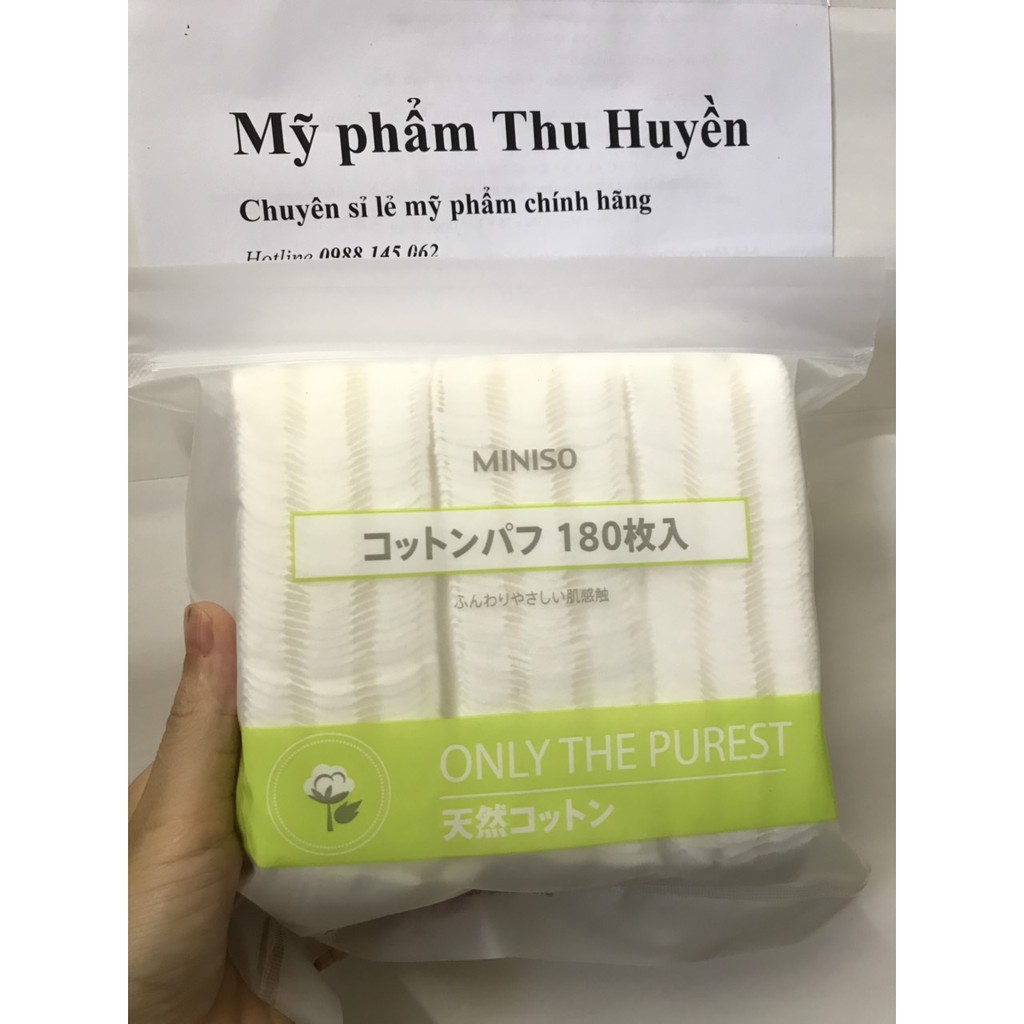 Mỹ phẩm Thu Huyền
Chuyên sỉ lẻ mỹ phẩm chính hãng
Hotline 0988 145 062
MINISO
コットンパフ 180枚入
ふんわりやさしい肌感触
ONLY THE PUREST
天然コットン